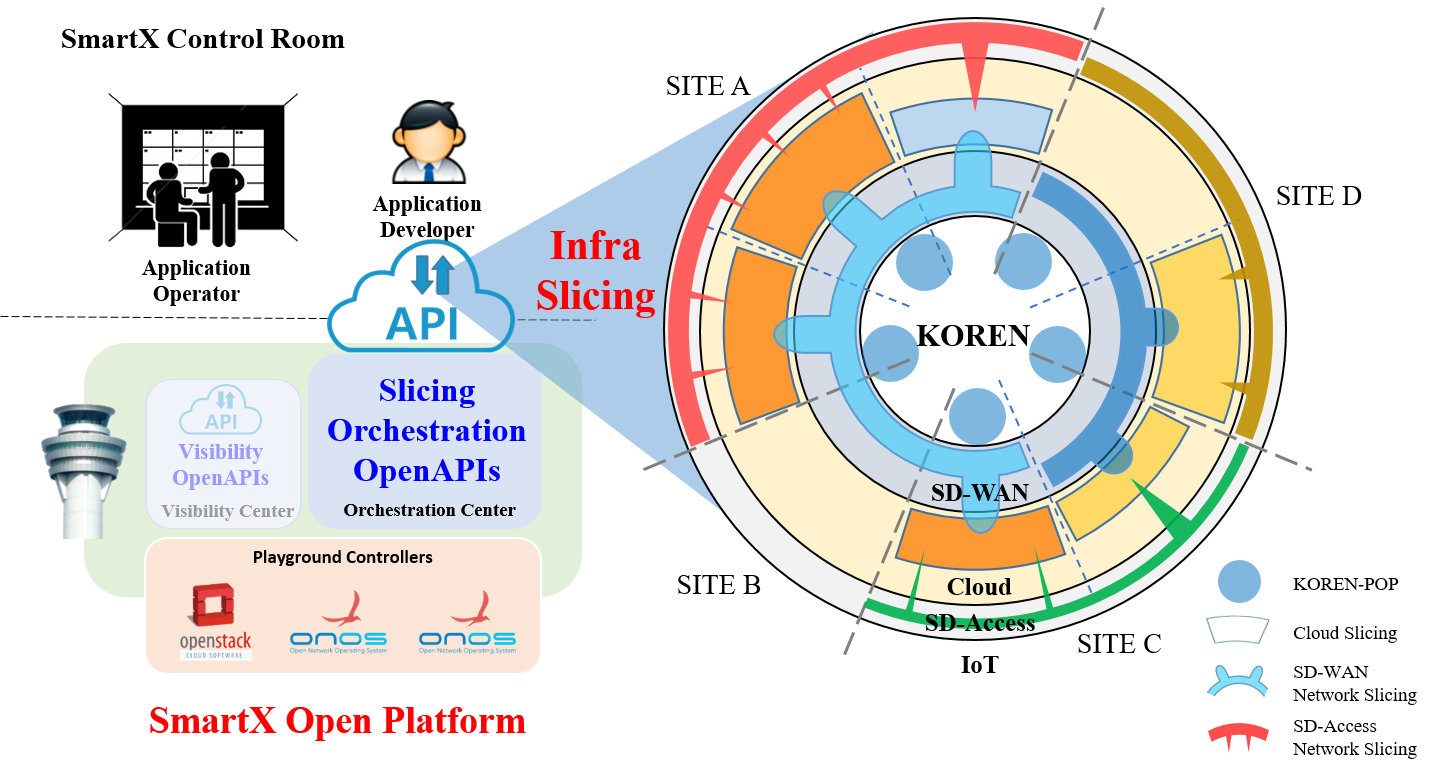 SmartX Control Room
Application
Operator
Application
Developer
API
Infra
Slicing
API
Visibility
OpenAPIs
Visibility Center
Slicing
Orchestration
OpenAPIs
Orchestration Center
Playground Controllers
openstack
CLOUD SOFTWARE
onos
Open Network Operating System
onos
Open Network Operating System
SmartX Open Platform
SITE A
SITE D
KOREN
SD-WAN
SITE B
Cloud
SD-Access
SITE C
IoT
KOREN-POP
Cloud Slicing
SD-WAN
Network Slicing
SD-Access
Network Slicing